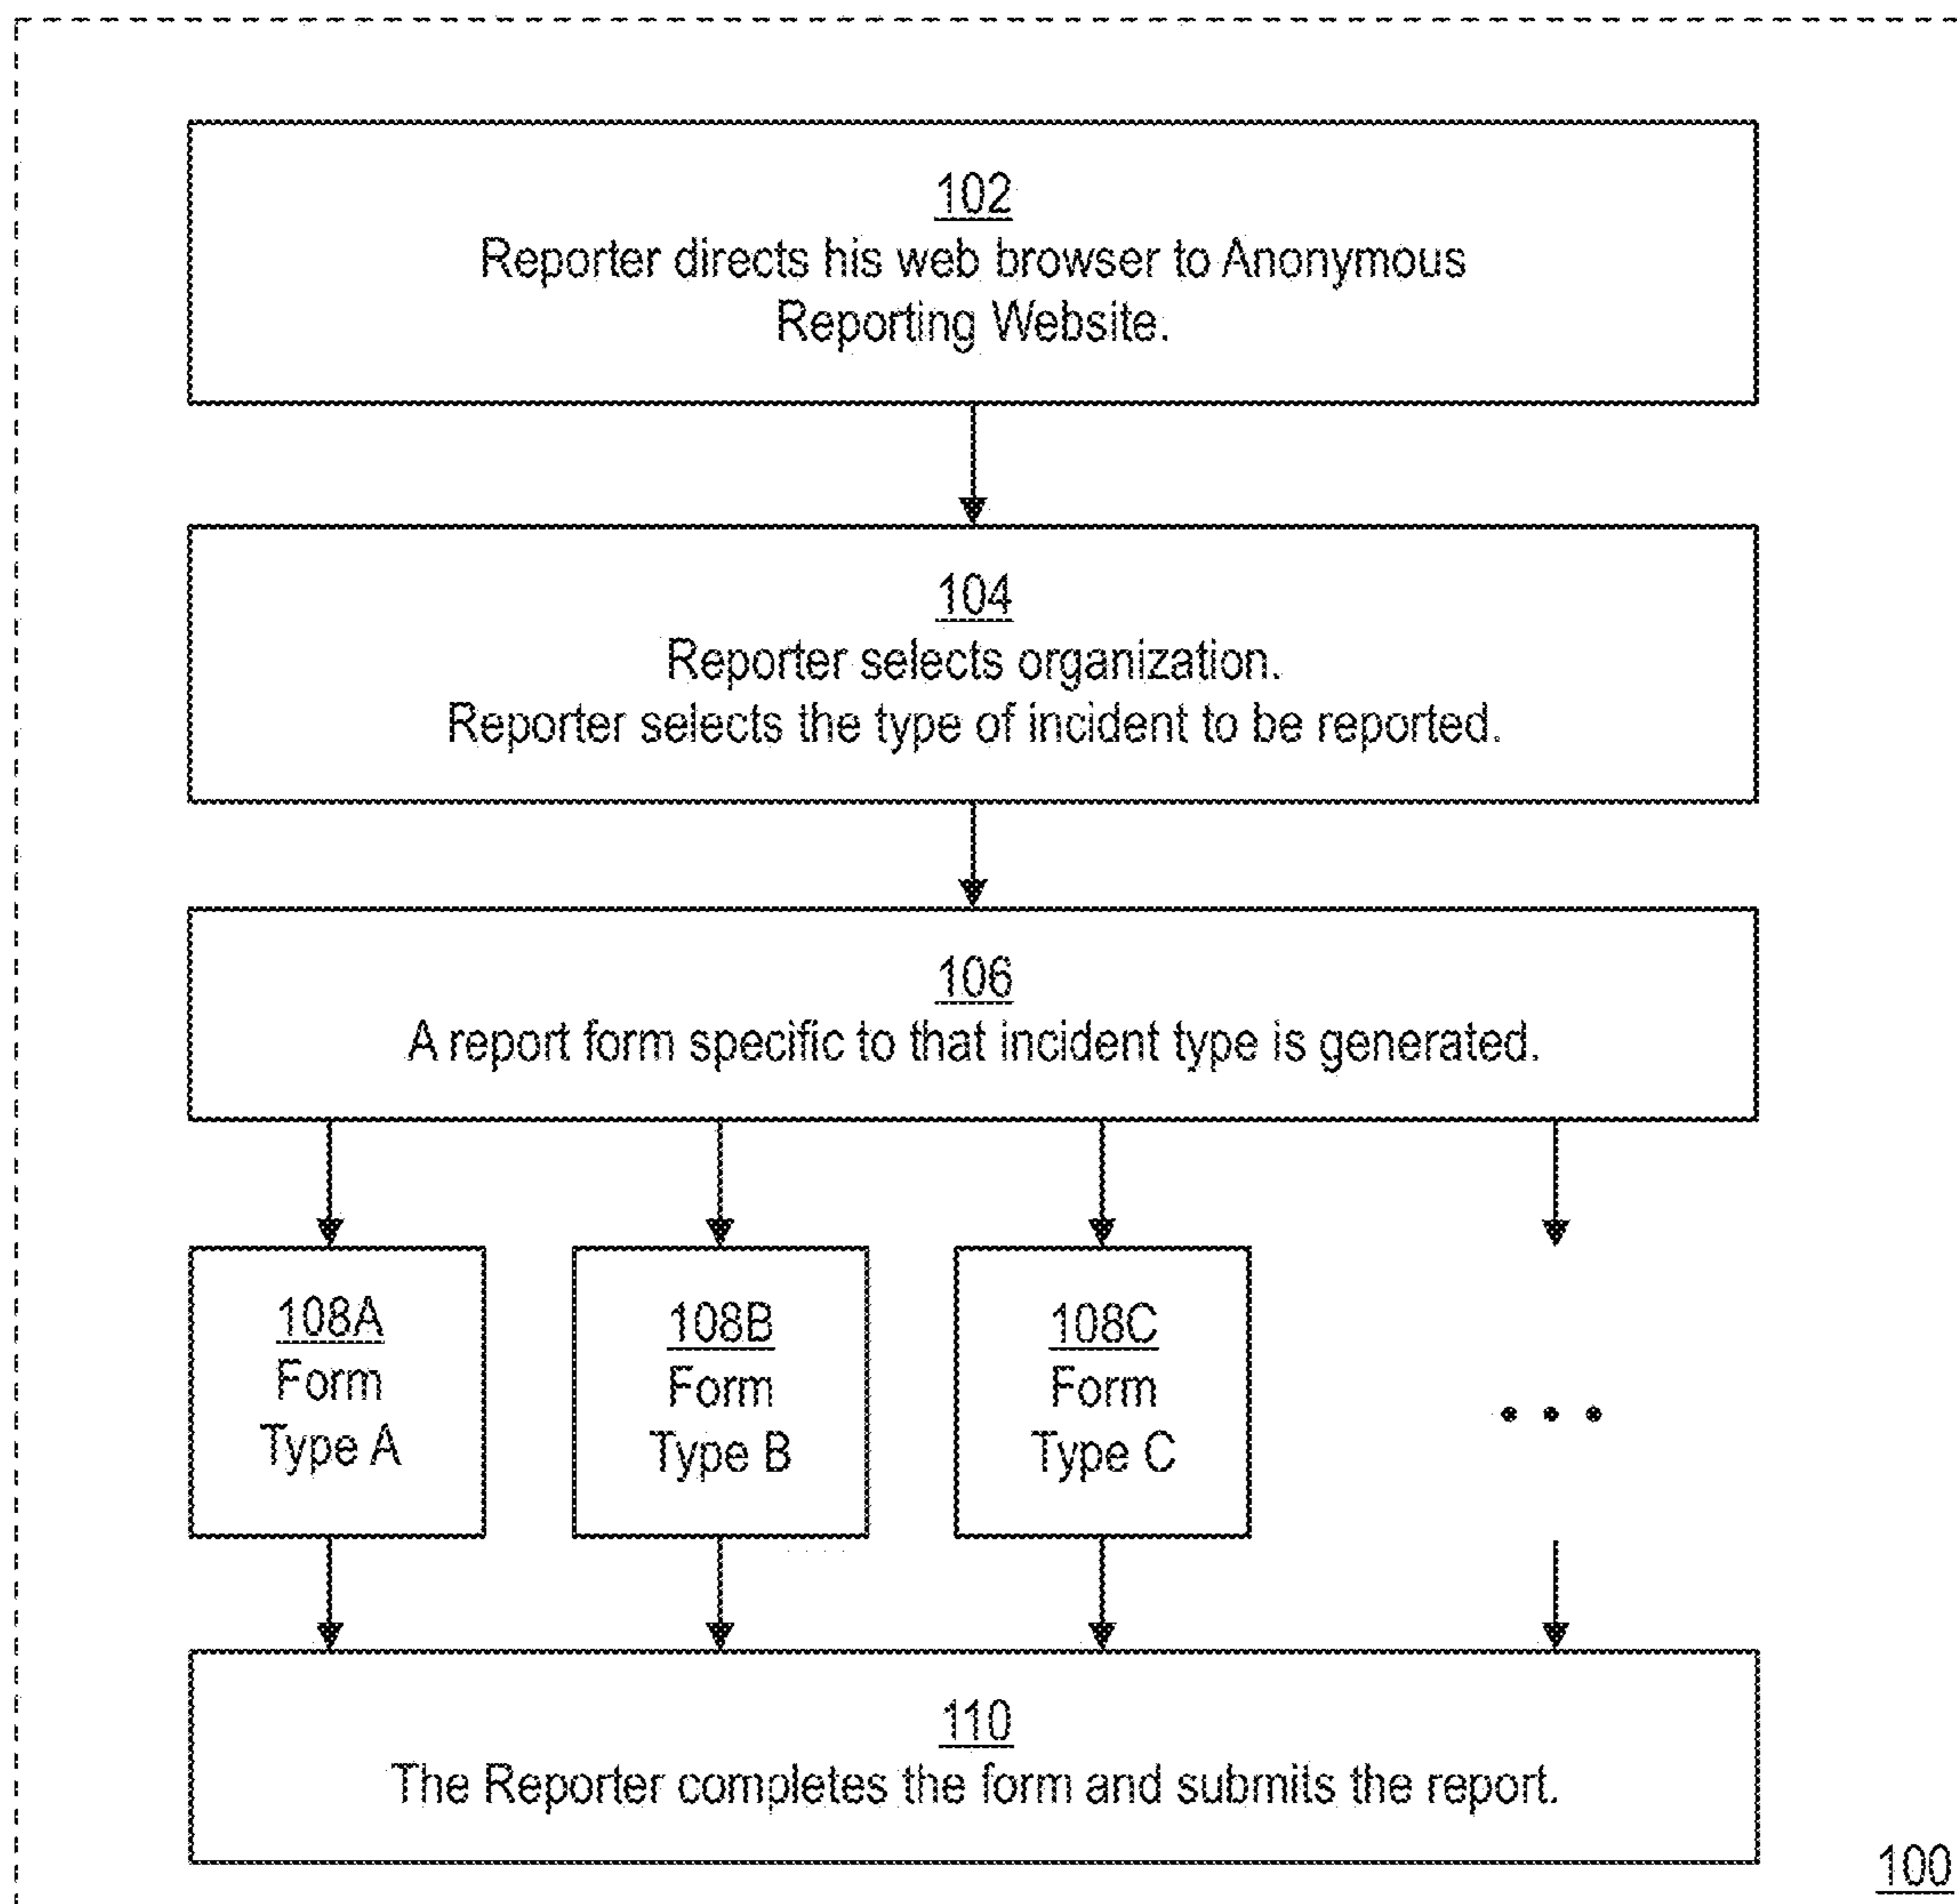 102
Reporter directs his web browser to Anonymous
Reporting Website.
104
Reporter selects organization.
Reporter selects the type of incident to be reported.
106
A report form specific to that incident type is generated.
108A
Form
Type A
108B
Form
Type B
108C
Form
Type C
• • •
110
The Reporter completes the form and submits the report.
100